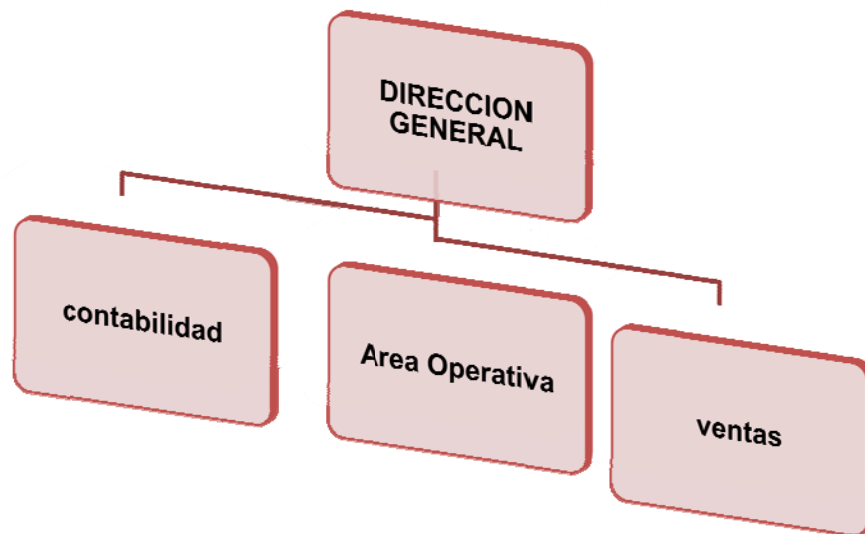 DIRECCION
GENERAL
contabilidad
Area Operativa
ventas